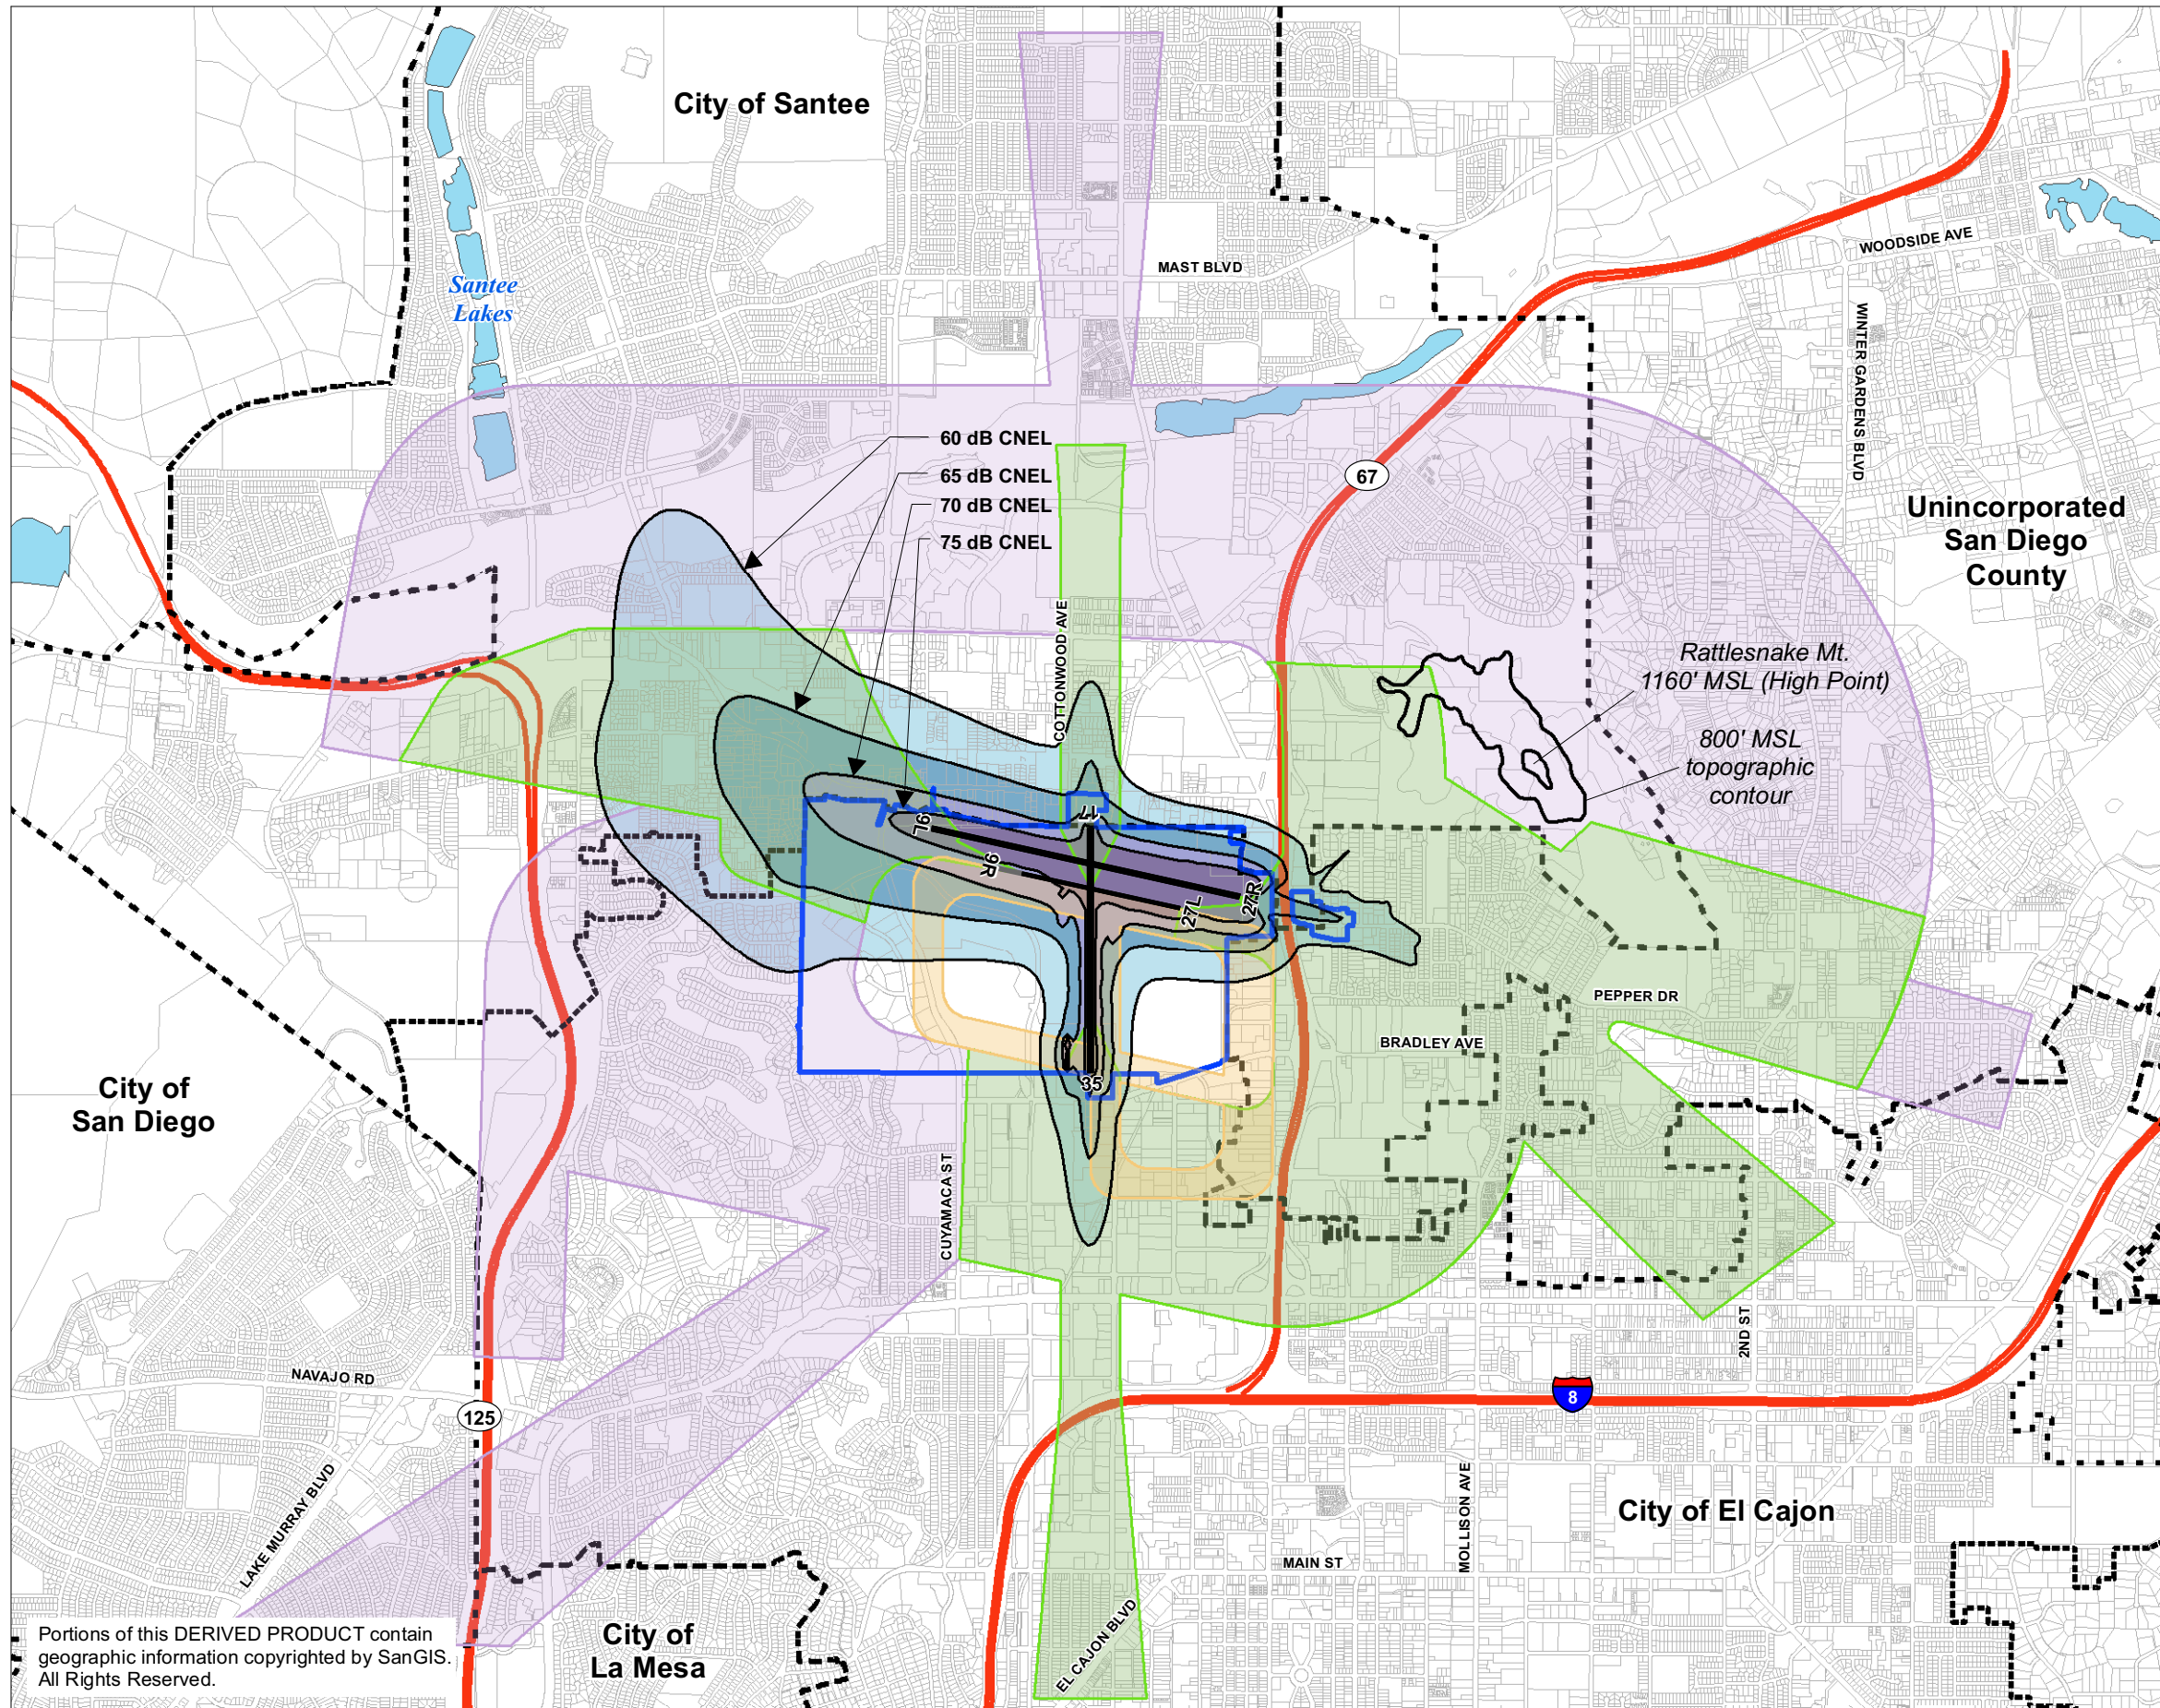 City of Santee
MAST BLVD
WOODSIDE AVE
Santee
Lakes
WINTER GARDENS BLVD
60 dB CNEL
65 dB CNEL
70 dB CNEL
75 dB CNEL
67
Unincorporated
San Diego
County
COTTONWOOD AVE
Rattlesnake Mt.
1160' MSL (High Point)
800' MSL
topographic
contour
17
9L
9R
27R
27L
35
PEPPER DR
BRADLEY AVE
City of
San Diego
CUYAMACA ST
2ND ST
NAVAJO RD
125
8
LAKE MURRAY BLVD
MOLLISON AVE
City of El Cajon
MAIN ST
EL CAJON BLVD
City of
La Mesa
Portions of this DERIVED PRODUCT contain
geographic information copyrighted by SanGIS.
All Rights Reserved.